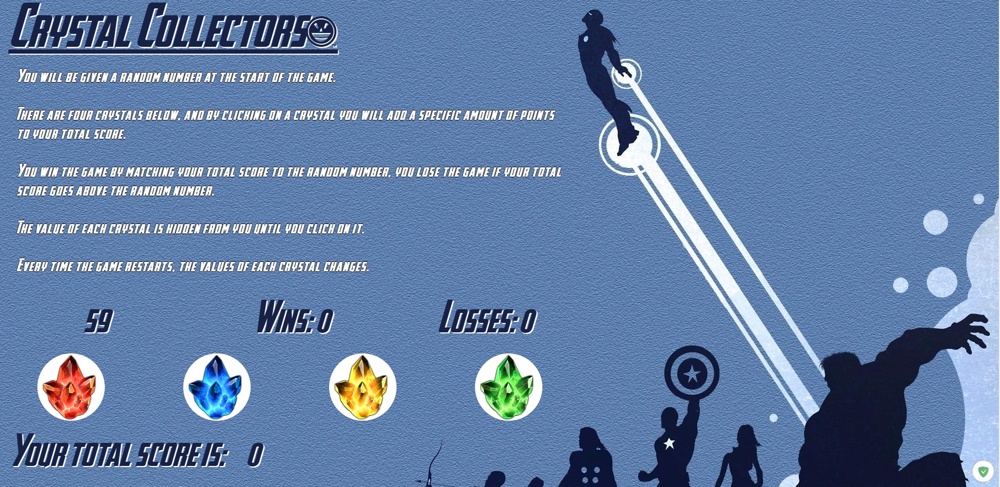 Crystal Collectors
You will be given a random number at the start of the game.
There are four crystals below, and by clicking on a crystal you will add a specific amount of points
to your total score.
You win the game by matching your total score to the random number, you lose the game if your total
score goes above the random number.
The value of each crystal is hidden from you until you click on it.
Every time the game restarts, the values of each crystal changes.
59 Wins: 0 Losses: 0
Your total score is: 0